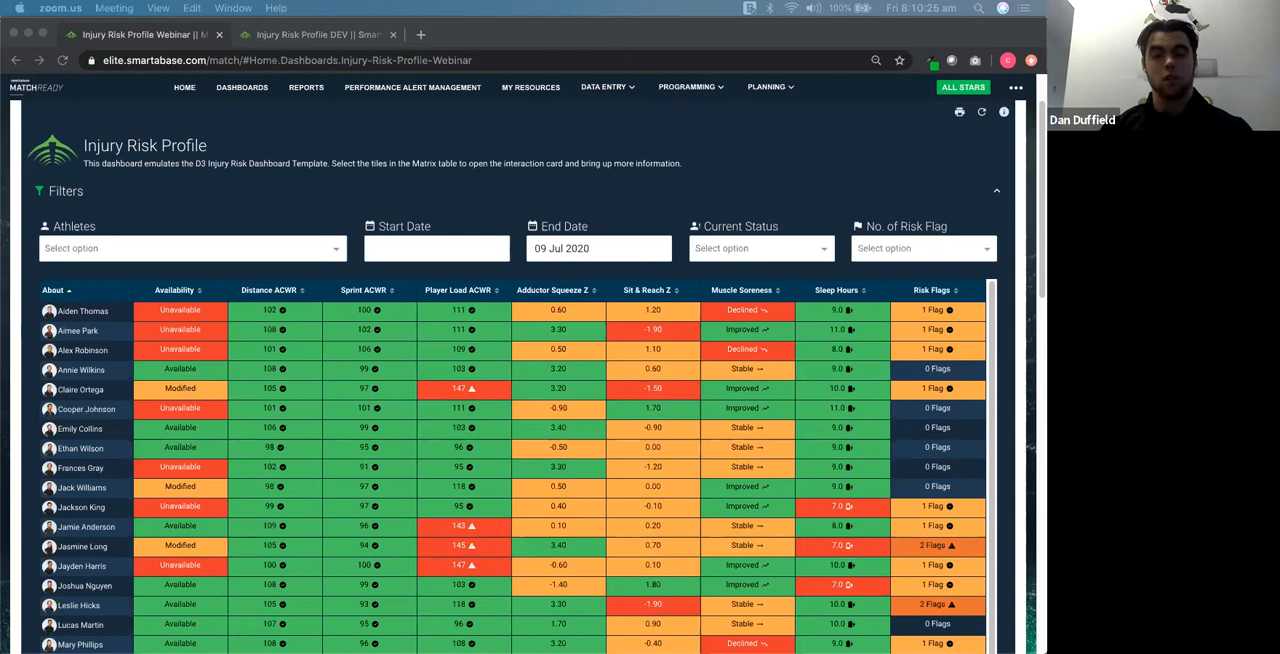 zoom.us Meeting View Edit Window Help 100% Fri 8:10:25 am
Injury Risk Profile Webinar || M × Injury Risk Profile DEV || Smar × +
elite.smartabase.com/match/#Home.Dashboards.Injury-Risk-Profile-Webinar C
smartabase
MATCHREADY HOME DASHBOARDS REPORTS PERFORMANCE ALERT MANAGEMENT MY RESOURCES DATA ENTRY PROGRAMMING PLANNING ALL STARS
Dan Duffield
Injury Risk Profile
This dashboard emulates the D3 Injury Risk Dashboard Template. Select the tiles in the Matrix table to open the interaction card and bring up more information.
Filters
Athletes Start Date End Date Current Status No. of Risk Flag
Select option 09 Jul 2020 Select option Select option
About Availability Distance ACWR Sprint ACWR Player Load ACWR Adductor Squeeze Z Sit & Reach Z Muscle Soreness Sleep Hours Risk Flags
Aiden Thomas Unavailable 102 100 111 0.60 1.20 Declined 9.0 1 Flag
Aimee Park Unavailable 108 102 111 3.30 -1.90 Improved 11.0 1 Flag
Alex Robinson Unavailable 101 106 109 0.50 1.10 Declined 8.0 1 Flag
Annie Wilkins Available 108 99 103 3.20 0.60 Stable 9.0 0 Flags
Claire Ortega Modified 105 97 147 3.20 -1.50 Improved 10.0 1 Flag
Cooper Johnson Unavailable 101 101 111 -0.90 1.70 Improved 11.0 0 Flags
Emily Collins Available 106 99 103 3.40 -0.90 Stable 9.0 0 Flags
Ethan Wilson Available 98 95 96 -0.50 0.00 Stable 9.0 0 Flags
Frances Gray Unavailable 102 91 95 3.30 -1.20 Stable 9.0 0 Flags
Jack Williams Modified 98 97 118 0.50 0.00 Improved 9.0 0 Flags
Jackson King Unavailable 99 97 95 0.40 -0.10 Improved 7.0 1 Flag
Jamie Anderson Available 109 96 143 0.10 0.20 Stable 8.0 1 Flag
Jasmine Long Modified 105 94 145 3.40 0.70 Stable 7.0 2 Flags
Jayden Harris Unavailable 100 100 147 -0.60 0.10 Improved 10.0 1 Flag
Joshua Nguyen Available 108 99 103 -1.40 1.80 Improved 7.0 1 Flag
Leslie Hicks Available 105 93 118 3.30 -1.90 Stable 10.0 2 Flags
Lucas Martin Available 107 95 96 1.70 0.90 Stable 10.0 0 Flags
Mary Phillips Available 108 96 108 3.20 -0.40 Declined 9.0 1 Flag